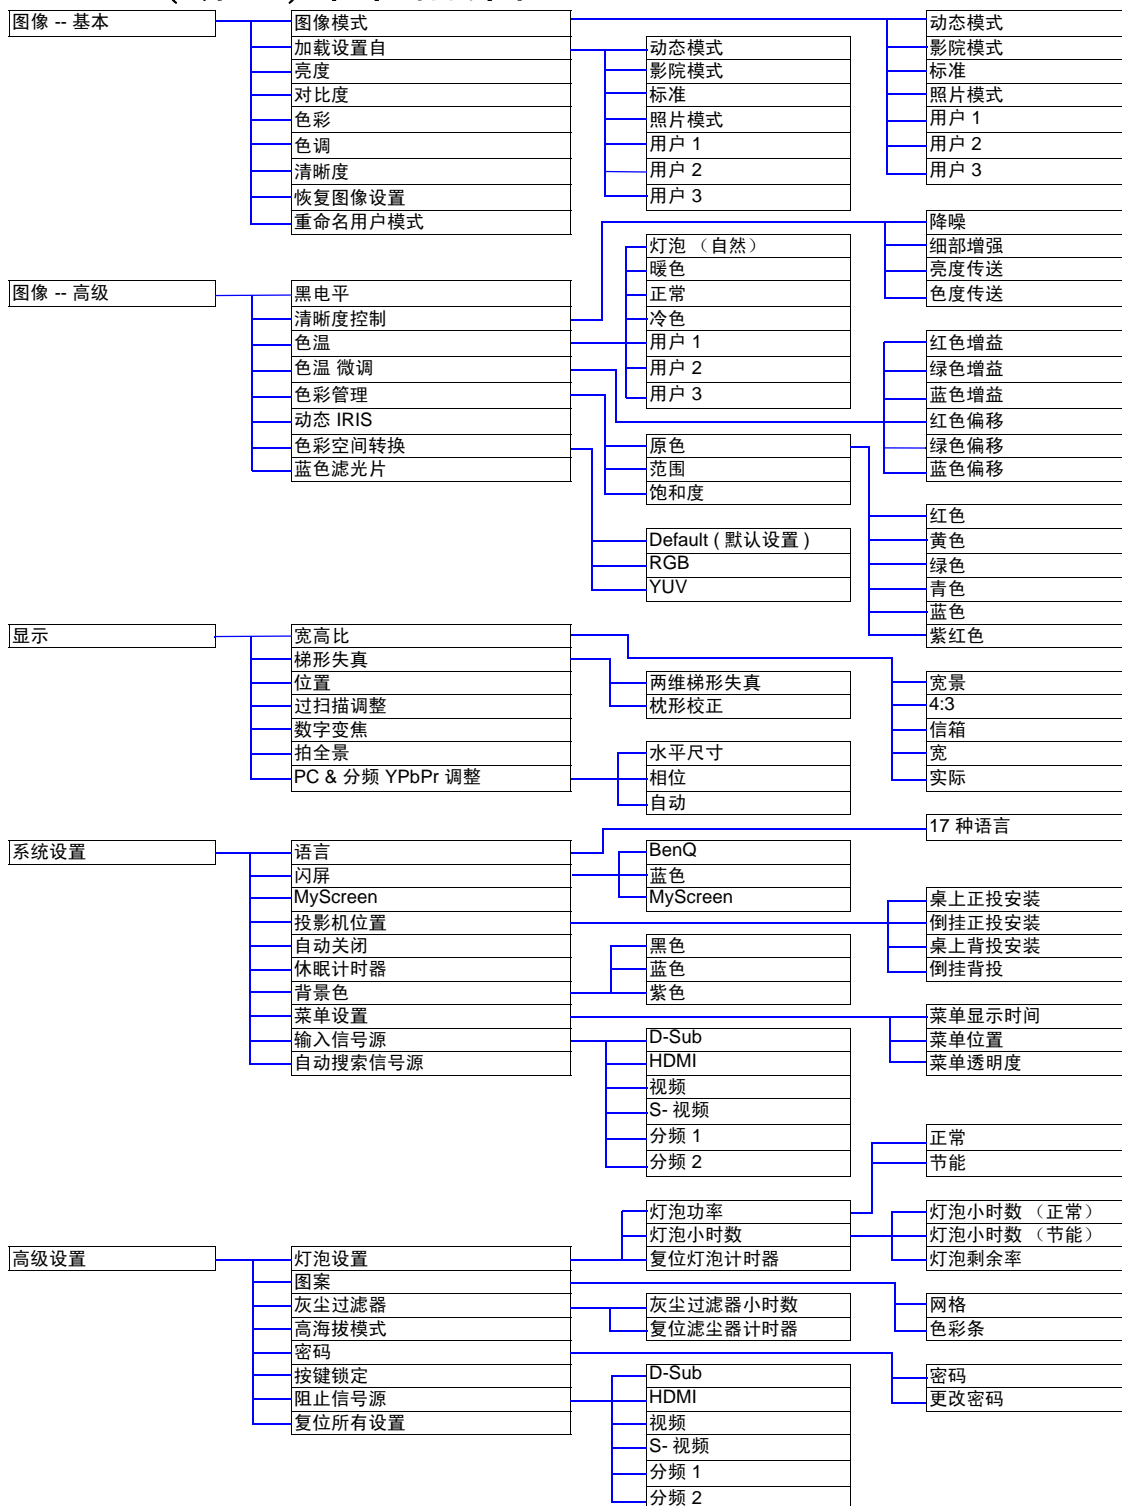 图像 -- 基本
图像模式
加载设置自
亮度
对比度
色彩
色调
清晰度
恢复图像设置
重命名用户模式
动态模式
影院模式
标准
照片模式
用户 1
用户 2
用户 3
动态模式
影院模式
标准
照片模式
用户 1
用户 2
用户 3
图像 -- 高级
黑电平
清晰度控制
色温
色温 微调
色彩管理
动态 IRIS
色彩空间转换
蓝色滤光片
灯泡 （自然）
暖色
正常
冷色
用户 1
用户 2
用户 3
原色
范围
饱和度
Default ( 默认设置 )
RGB
YUV
降噪
细部增强
亮度传送
色度传送
红色增益
绿色增益
蓝色增益
红色偏移
绿色偏移
蓝色偏移
红色
黄色
绿色
青色
蓝色
紫红色
显示
宽高比
梯形失真
位置
过扫描调整
数字变焦
拍全景
PC & 分频 YPbPr 调整
两维梯形失真
枕形校正
水平尺寸
相位
自动
宽景
4:3
信箱
宽
实际
系统设置
语言
闪屏
MyScreen
投影机位置
自动关闭
休眠计时器
背景色
菜单设置
输入信号源
自动搜索信号源
BenQ
蓝色
MyScreen
黑色
蓝色
紫色
D-Sub
HDMI
视频
S- 视频
分频 1
分频 2
17 种语言
桌上正投安装
倒挂正投安装
桌上背投安装
倒挂背投
菜单显示时间
菜单位置
菜单透明度
高级设置
灯泡设置
图案
灰尘过滤器
高海拔模式
密码
按键锁定
阻止信号源
复位所有设置
灯泡功率
灯泡小时数
复位灯泡计时器
灰尘过滤器小时数
复位滤尘器计时器
D-Sub
HDMI
视频
S- 视频
分频 1
分频 2
正常
节能
灯泡小时数 （正常）
灯泡小时数 （节能）
灯泡剩余率
网格
色彩条
密码
更改密码